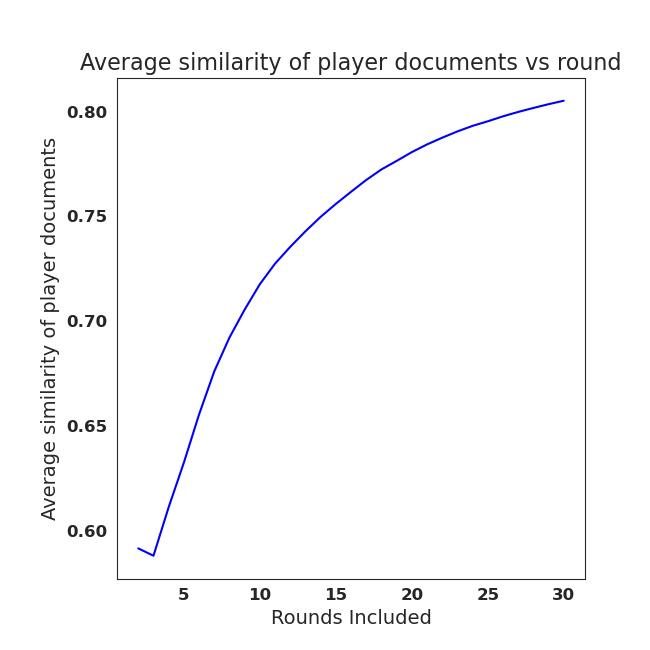 Average similarity of player documents vs round
Average similarity of player documents
0.80
0.75
0.70
0.65
0.60
5 10 15 20 25 30
Rounds Included